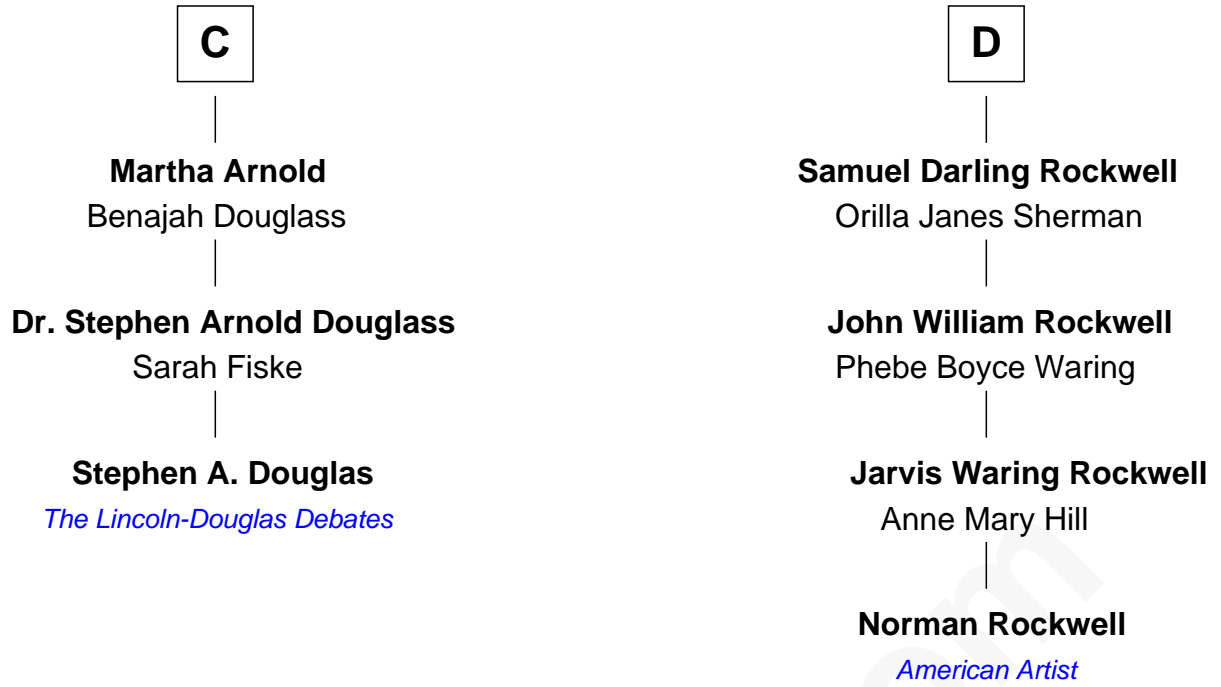 C
Martha Arnold
Benajah Douglass
Dr. Stephen Arnold Douglass
Sarah Fiske
Stephen A. Douglas
The Lincoln-Douglas Debates
D
Samuel Darling Rockwell
Orilla Janes Sherman
John William Rockwell
Phebe Boyce Waring
Jarvis Waring Rockwell
Anne Mary Hill
Norman Rockwell
American Artist